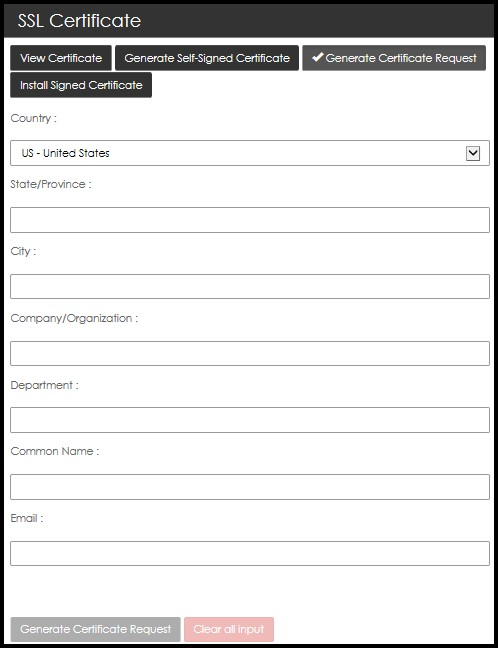 SSL Certificate
View Certificate
Generate Self-Signed Certificate
✔ Generate Certificate Request
Install Signed Certificate
Country :
US - United States
State/Province :
City :
Company/Organization :
Department :
Common Name :
Email :
Generate Certificate Request
Clear all input